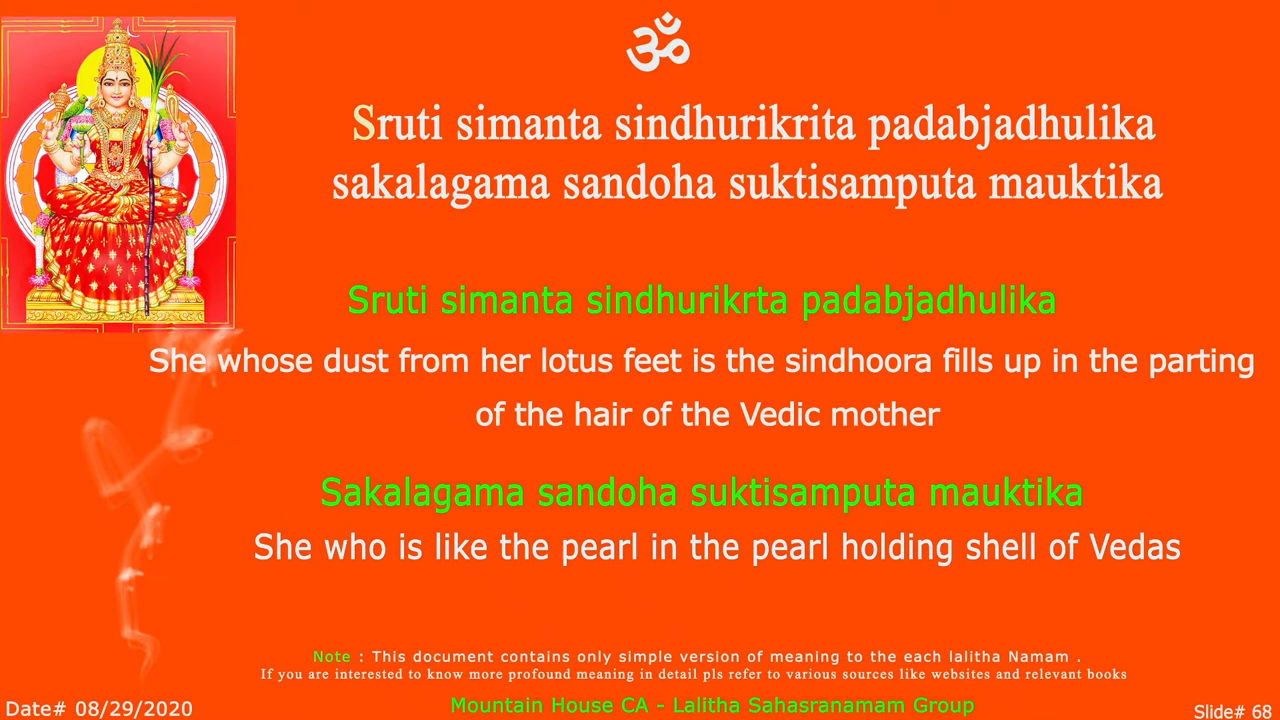 ॐ
Sruti simanta sindhurikrita padabjadhulika
sakalagama sandoha suktisamputa mauktika
Sruti simanta sindhurikrta padabjadhulika
She whose dust from her lotus feet is the sindhoora fills up in the parting
of the hair of the Vedic mother
Sakalagama sandoha suktisamputa mauktika
She who is like the pearl in the pearl holding shell of Vedas
Note : This document contains only simple version of meaning to the each lalitha Namam .
If you are interested to know more profound meaning in detail pls refer to various sources like websites and relevant books
Mountain House CA - Lalitha Sahasranamam Group
Date# 08/29/2020
Slide# 68